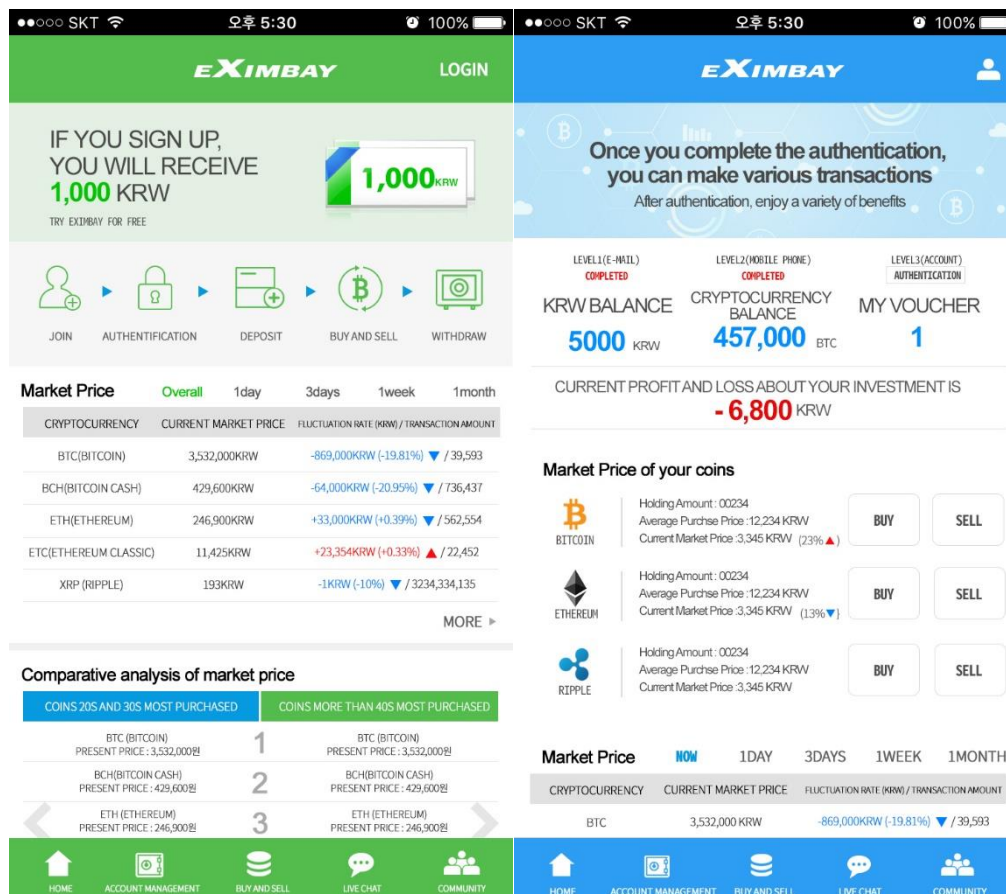 SKT 오후 5:30 100%
EXIMBAY LOGIN
IF YOU SIGN UP,
YOU WILL RECEIVE
1,000 KRW
TRY EXIMBAY FOR FREE
1,000 KRW
JOIN AUTHENTIFICATION DEPOSIT BUY AND SELL WITHDRAW
Market Price Overall 1day 3days 1week 1month
CRYPTOCURRENCY CURRENT MARKET PRICE FLUCTUATION RATE (KRW) / TRANSACTION AMOUNT
BTC(BITCOIN) 3,532,000KRW -869,000KRW (-19.81%) ▼ / 39,593
BCH(BITCOIN CASH) 429,600KRW -64,000KRW (-20.95%) ▼ / 736,437
ETH(ETHEREUM) 246,900KRW +33,000KRW (+0.39%) ▼ / 562,554
ETC(ETHEREUM CLASSIC) 11,425KRW +23,354KRW (+0.33%) ▲ / 22,452
XRP (RIPPLE) 193KRW -1KRW (-10%) ▼ / 3234,334,135
MORE ▶
Comparative analysis of market price
COINS 20S AND 30S MOST PURCHASED COINS MORE THAN 40S MOST PURCHASED
BTC (BITCOIN) 1 BTC (BITCOIN)
PRESENT PRICE : 3,532,000원 PRESENT PRICE : 3,532,000원
BCH(BITCOIN CASH) 2 BCH(BITCOIN CASH)
PRESENT PRICE : 429,600원 PRESENT PRICE : 429,600원
ETH (ETHEREUM) 3 ETH (ETHEREUM)
PRESENT PRICE : 246,900원 PRESENT PRICE : 246,900원
HOME ACCOUNT MANAGEMENT BUY AND SELL LIVE CHAT COMMUNITY
SKT 오후 5:30 100%
EXIMBAY
Once you complete the authentication,
you can make various transactions
After authentication, enjoy a variety of benefits
LEVEL1(E-MAIL) LEVEL2(MOBILE PHONE) LEVEL3(ACCOUNT)
COMPLETED COMPLETED AUTHENTICATION
KRW BALANCE CRYPTOCURRENCY BALANCE MY VOUCHER
5000 KRW 457,000 BTC 1
CURRENT PROFIT AND LOSS ABOUT YOUR INVESTMENT IS
- 6,800 KRW
Market Price of your coins
BITCOIN
Holding Amount : 00234
Average Purchse Price :12,234 KRW
Current Market Price :3,345 KRW (23%▲)
BUY SELL
ETHEREUM
Holding Amount : 00234
Average Purchse Price :12,234 KRW
Current Market Price :3,345 KRW (13%▼)
BUY SELL
RIPPLE
Holding Amount : 00234
Average Purchse Price :12,234 KRW
Current Market Price :3,345 KRW
BUY SELL
Market Price NOW 1DAY 3DAYS 1WEEK 1MONTH
CRYPTOCURRENCY CURRENT MARKET PRICE FLUCTUATION RATE (KRW) / TRANSACTION AMOUNT
BTC 3,532,000 KRW -869,000KRW (-19.81%) ▼ / 39,593
HOME ACCOUNT MANAGEMENT BUY AND SELL LIVE CHAT COMMUNITY